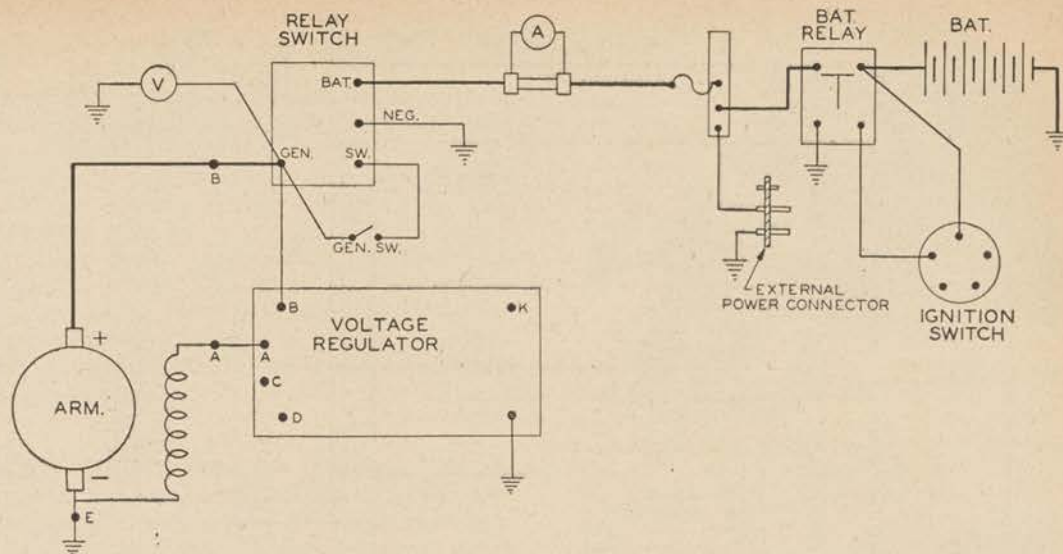 RELAY
SWITCH
A
BAT.
RELAY
BAT.
V
BAT.
NEG.
GEN.
SW.
B
GEN. SW.
EXTERNAL
POWER CONNECTOR
IGNITION
SWITCH
B
VOLTAGE
REGULATOR
K
+
A
A
C
ARM.
D
−
E